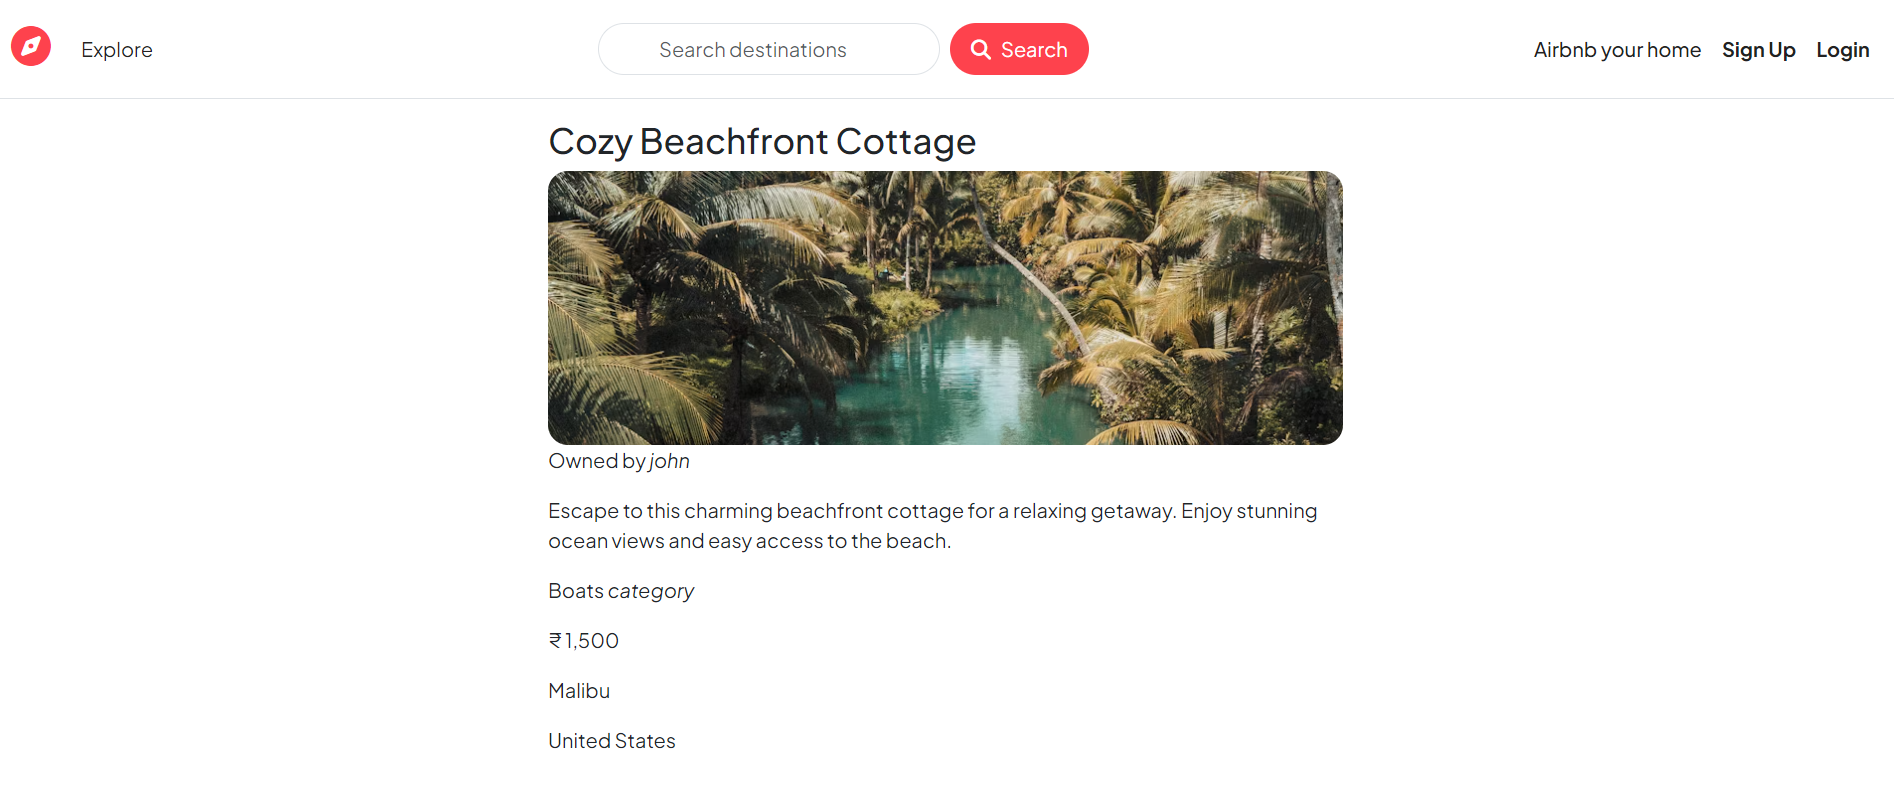 Explore
Search destinations
Search
Airbnb your home
Sign Up
Login
Cozy Beachfront Cottage
Owned by john
Escape to this charming beachfront cottage for a relaxing getaway. Enjoy stunning
ocean views and easy access to the beach.
Boats category
₹ 1,500
Malibu
United States